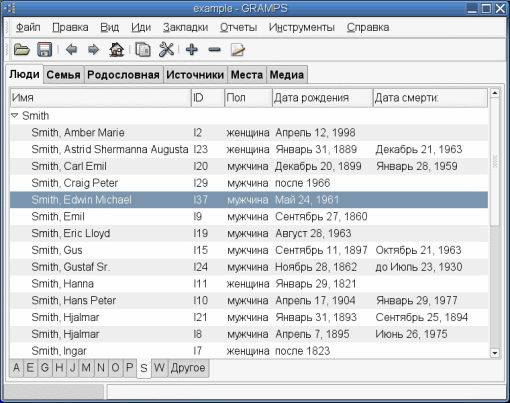 example - GRAMPS
Файл Правка Вид Иди Закладки Отчеты Инструменты Справка
Люди Семья Родословная Источники Места Медиа
Имя ID Пол Дата рождения Дата смерти:
Smith
Smith, Amber Marie I2 женщина Апрель 12, 1998
Smith, Astrid Shermanna Augusta I23 женщина Январь 31, 1889 Декабрь 21, 1963
Smith, Carl Emil I20 мужчина Декабрь 20, 1899 Январь 28, 1959
Smith, Craig Peter I29 мужчина после 1966
Smith, Edwin Michael I37 мужчина Май 24, 1961
Smith, Emil I9 мужчина Сентябрь 27, 1860
Smith, Eric Lloyd I19 мужчина Август 28, 1963
Smith, Gus I15 мужчина Сентябрь 11, 1897 Октябрь 21, 1963
Smith, Gustaf Sr. I24 мужчина Ноябрь 28, 1862 до Июль 23, 1930
Smith, Hanna I11 женщина Январь 29, 1821
Smith, Hans Peter I10 мужчина Апрель 17, 1904 Январь 29, 1977
Smith, Hjalmar I21 мужчина Январь 31, 1893 Сентябрь 25, 1894
Smith, Hjalmar I8 мужчина Апрель 7, 1895 Июнь 26, 1975
Smith, Ingar I7 женщина после 1823
A E G H J M N O P S W Другое